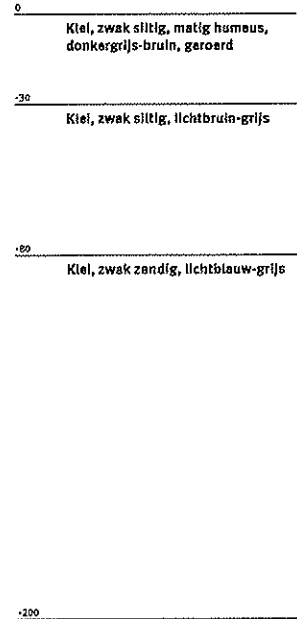 0
Klei, zwak siltig, matig humeus,
donkergrijs-bruin, geroerd
-30
Klei, zwak siltig, lichtbruin-grijs
-80
Klei, zwak zandig, lichtblauw-grijs
-200